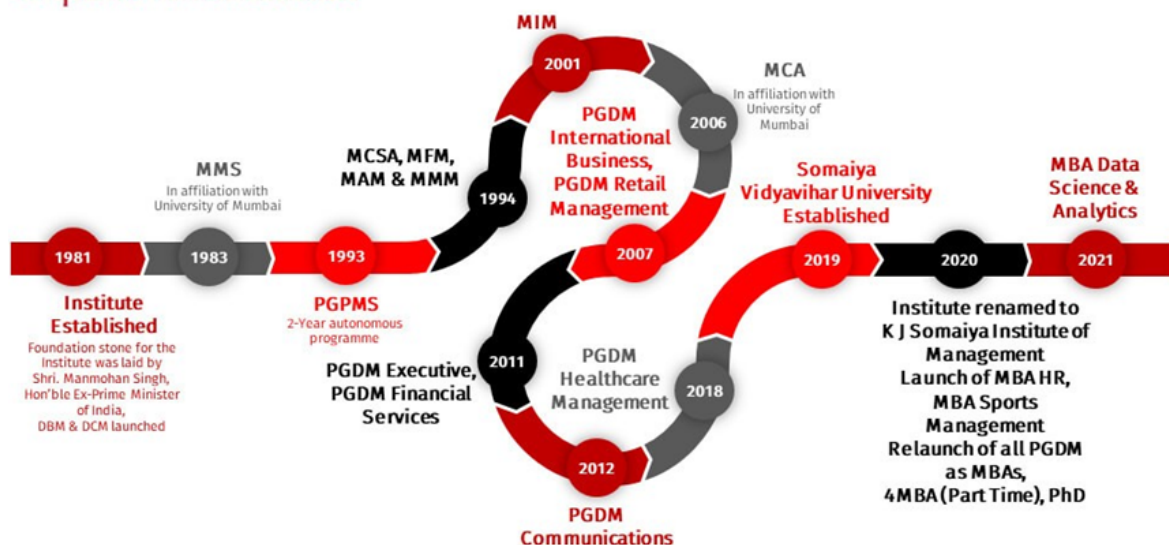 1981
Institute
Established
Foundation stone for the
Institute was laid by
Shri. Manmohan Singh,
Hon'ble Ex-Prime Minister
of India,
DBM & DCM launched
MMS
In affiliation with
University of Mumbai
1983
1993
PGPMS
2-Year autonomous
programme
MCSA, MFM,
MAM & MMM
1994
MIM
2001
MCA
In affiliation with
University of
Mumbai
2006
PGDM
International
Business,
PGDM Retail
Management
2007
2011
PGDM Executive,
PGDM Financial
Services
2012
PGDM
Communications
PGDM
Healthcare
Management
2018
Somaiya
Vidyavihar University
Established
2019
2020
Institute renamed to
K J Somaiya Institute of
Management
Launch of MBA HR,
MBA Sports
Management
Relaunch of all PGDM
as MBAs,
4MBA (Part Time), PhD
MBA Data
Science &
Analytics
2021